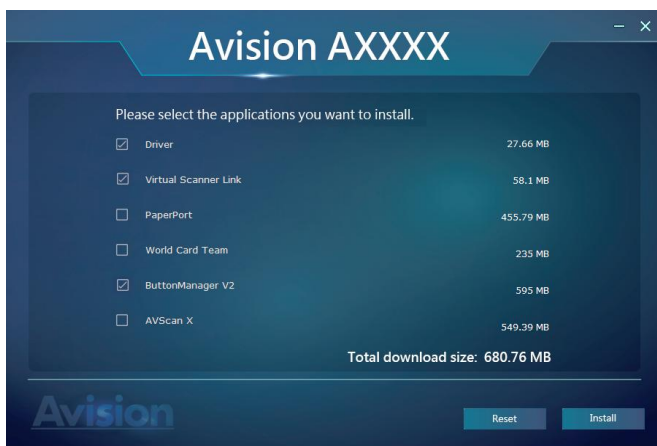 Avision AXXXX
Please select the applications you want to install.
Driver 27.66 MB
Virtual Scanner Link 58.1 MB
PaperPort 455.79 MB
World Card Team 235 MB
ButtonManager V2 595 MB
AVScan X 549.39 MB
Total download size: 680.76 MB
Avision
Reset Install